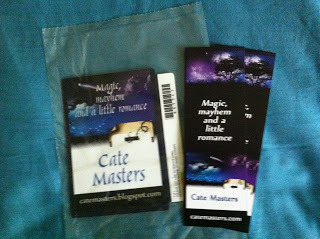 Magic,
mayhem
and a little romance
Cate
Masters
catemasters.blogspot.com
Magic,
mayhem
and a
little
romance
Cate Masters
catemasters.com